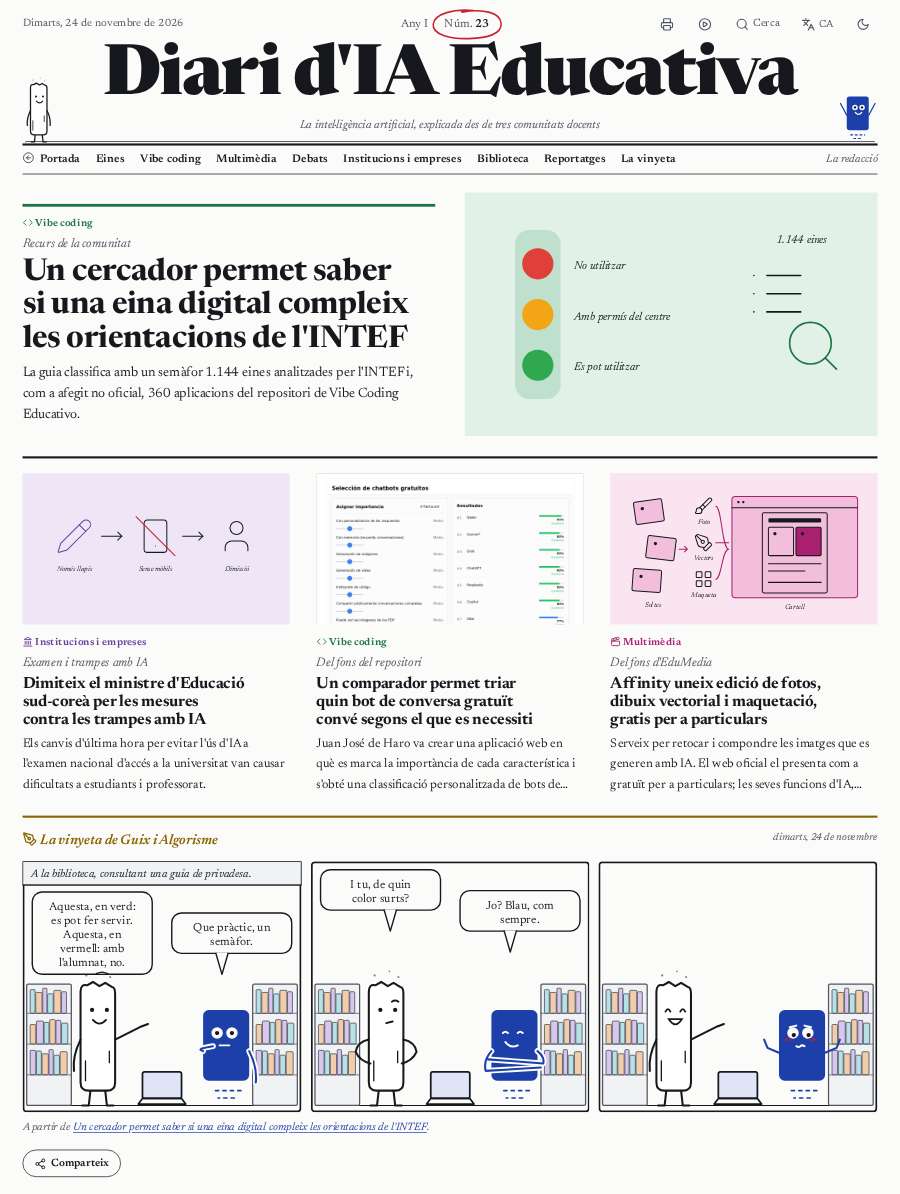 Dimarts, 24 de novembre de 2026
Any I
Núm. 23
Cerca
CA
Diari d'IA Educativa
La intel·ligència artificial, explicada des de tres comunitats docents
Portada Eines Vibe coding Multimèdia Debats Institucions i empreses Biblioteca Reportatges La vinyeta
La redacció
Vibe coding
Recurs de la comunitat
Un cercador permet saber
si una eina digital compleix
les orientacions de l'INTEF
La guia classifica amb un semàfor 1.144 eines analitzades per l'INTEF i,
com a afegit no oficial, 360 aplicacions del repositori de Vibe Coding
Educativo.
No utilitzar
Amb permís del centre
Es pot utilitzar
1.144 eines
Només llapis
Sense mòbils
Dimissió
Institucions i empreses
Examen i trampes amb IA
Dimiteix el ministre d'Educació
sud-coreà per les mesures
contra les trampes amb IA
Els canvis d'última hora per evitar l'ús d'IA a
l'examen nacional d'accés a la universitat van causar
dificultats a estudiants i professorat.
Selección de chatbots gratuitos
Asignar importancia
Resultados
Vibe coding
Del fons del repositori
Un comparador permet triar
quin bot de conversa gratuït
convé segons el que es necessiti
Juan José de Haro va crear una aplicació web en
què es marca la importància de cada característica i
s'obté una classificació personalitzada de bots de...
Soltes
Foto
Vectors
Maqueta
Cartell
Multimèdia
Del fons d'EduMedia
Affinity uneix edició de fotos,
dibuix vectorial i maquetació,
gratis per a particulars
Serveix per retocar i compondre les imatges que es
generen amb IA. El web oficial el presenta com a
gratuït per a particulars; les seves funcions d'IA,...
La vinyeta de Guix i Algorisme
dimarts, 24 de novembre
A la biblioteca, consultant una guia de privadesa.
Aquesta, en verd:
es pot fer servir.
Aquesta, en
vermell: amb
l'alumnat, no.
Que pràctic, un
semàfor.
I tu, de quin
color surts?
Jo? Blau, com
sempre.
A partir de Un cercador permet saber si una eina digital compleix les orientacions de l'INTEF.
Comparteix